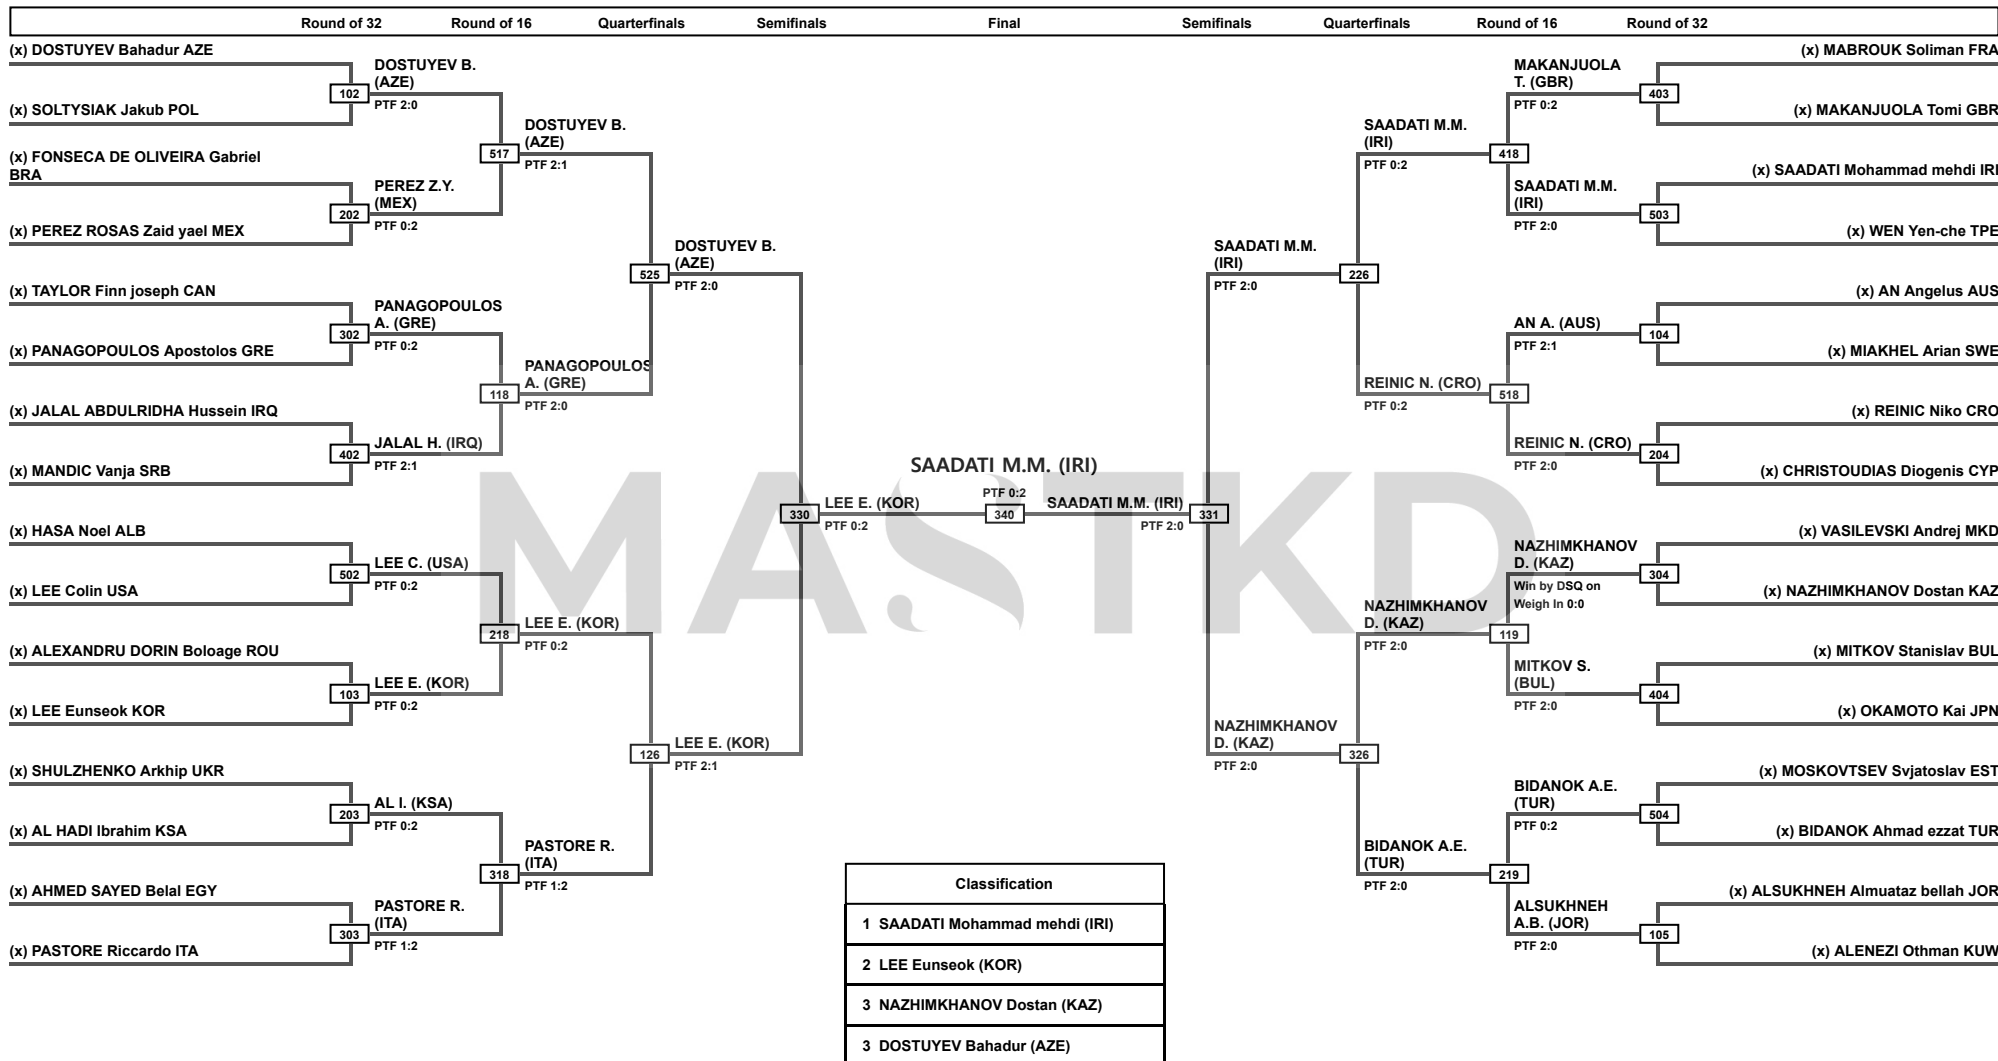 Round of 32 Round of 16 Quarterfinals Semifinals Final Semifinals Quarterfinals Round of 16 Round of 32
(x) DOSTUYEV Bahadur AZE
(x) SOLTYSIAK Jakub POL
(x) FONSECA DE OLIVEIRA Gabriel
BRA
(x) PEREZ ROSAS Zaid yael MEX
(x) TAYLOR Finn joseph CAN
(x) PANAGOPOULOS Apostolos GRE
(x) JALAL ABDULRIDHA Hussein IRQ
(x) MANDIC Vanja SRB
(x) HASA Noel ALB
(x) LEE Colin USA
(x) ALEXANDRU DORIN Boloage ROU
(x) LEE Eunseok KOR
(x) SHULZHENKO Arkhip UKR
(x) AL HADI Ibrahim KSA
(x) AHMED SAYED Belal EGY
(x) PASTORE Riccardo ITA
102
DOSTUYEV B.
(AZE)
PTF 2:0
202
PEREZ Z.Y.
(MEX)
PTF 0:2
302
PANAGOPOULOS
A. (GRE)
PTF 0:2
402
JALAL H. (IRQ)
PTF 2:1
502
LEE C. (USA)
PTF 0:2
103
LEE E. (KOR)
PTF 0:2
203
AL I. (KSA)
PTF 0:2
303
PASTORE R.
(ITA)
PTF 1:2
517
DOSTUYEV B.
(AZE)
PTF 2:1
118
PANAGOPOULOS
A. (GRE)
PTF 2:0
218
LEE E. (KOR)
PTF 0:2
318
PASTORE R.
(ITA)
PTF 1:2
525
DOSTUYEV B.
(AZE)
PTF 2:0
126
LEE E. (KOR)
PTF 2:1
330
LEE E. (KOR)
PTF 0:2
SAADATI M.M. (IRI)
PTF 0:2
340
MASTKD
SAADATI M.M. (IRI)
PTF 2:0
331
SAADATI M.M.
(IRI)
PTF 2:0
226
NAZHIMKHANOV
D. (KAZ)
PTF 2:0
326
SAADATI M.M.
(IRI)
PTF 0:2
418
REINIC N. (CRO)
PTF 0:2
518
NAZHIMKHANOV
D. (KAZ)
PTF 2:0
119
BIDANOK A.E.
(TUR)
PTF 2:0
219
MAKANJUOLA
T. (GBR)
PTF 0:2
403
SAADATI M.M.
(IRI)
PTF 2:0
503
AN A. (AUS)
PTF 2:1
104
REINIC N. (CRO)
PTF 2:0
204
NAZHIMKHANOV
D. (KAZ)
Win by DSQ on
Weigh In 0:0
304
MITKOV S.
(BUL)
PTF 2:0
404
BIDANOK A.E.
(TUR)
PTF 0:2
504
ALSUKHNEH
A.B. (JOR)
PTF 2:0
105
(x) MABROUK Soliman FRA
(x) MAKANJUOLA Tomi GBR
(x) SAADATI Mohammad mehdi IRI
(x) WEN Yen-che TPE
(x) AN Angelus AUS
(x) MIAKHEL Arian SWE
(x) REINIC Niko CRO
(x) CHRISTOUDIAS Diogenis CYP
(x) VASILEVSKI Andrej MKD
(x) NAZHIMKHANOV Dostan KAZ
(x) MITKOV Stanislav BUL
(x) OKAMOTO Kai JPN
(x) MOSKOVTSEV Svjatoslav EST
(x) BIDANOK Ahmad ezzat TUR
(x) ALSUKHNEH Almuataz bellah JOR
(x) ALENEZI Othman KUW
Classification
1 SAADATI Mohammad mehdi (IRI)
2 LEE Eunseok (KOR)
3 NAZHIMKHANOV Dostan (KAZ)
3 DOSTUYEV Bahadur (AZE)